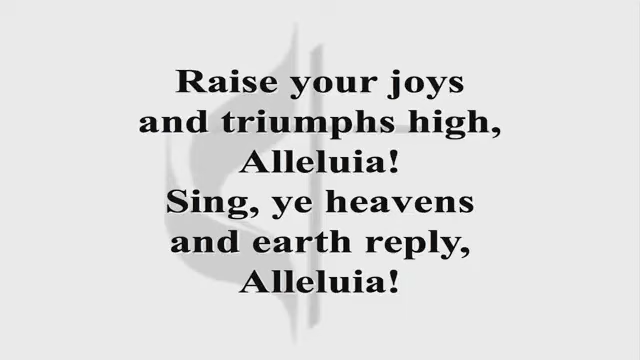 Raise your joys
and triumphs high,
Alleluia!
Sing, ye heavens
and earth reply,
Alleluia!